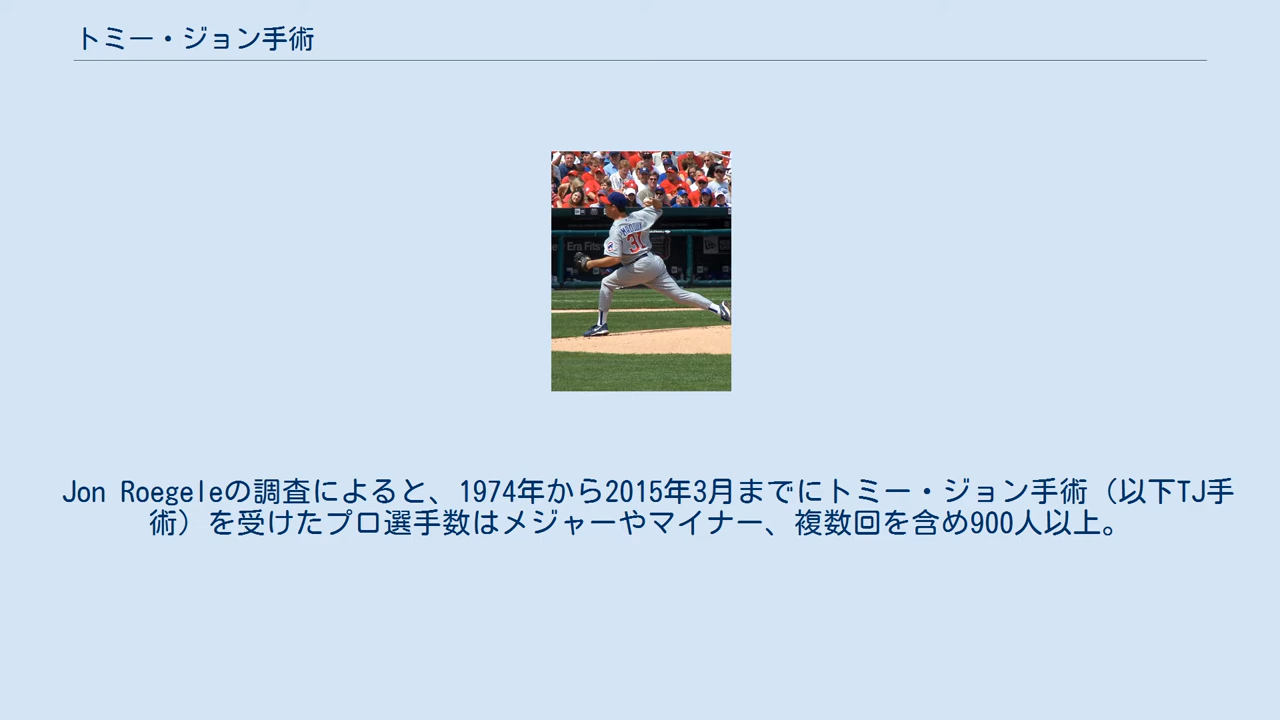 トミー・ジョン手術
Era Fits
31
Jon Roegeleの調査によると、1974年から2015年3月までにトミー・ジョン手術（以下TJ手
術）を受けたプロ選手数はメジャーやマイナー、複数回を含め900人以上。